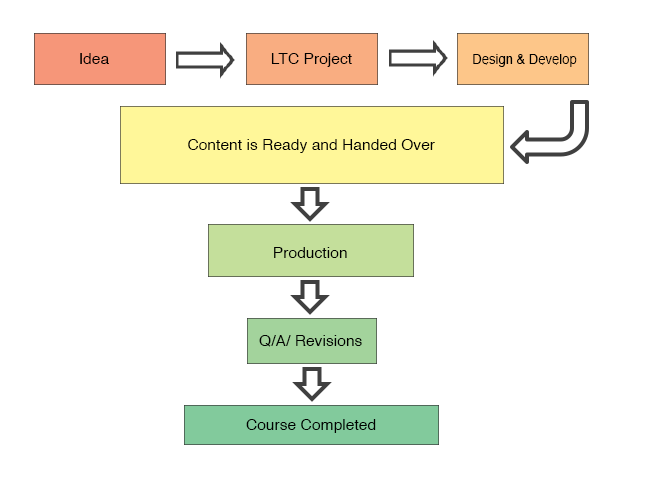 Idea
LTC Project
Design & Develop
Content is Ready and Handed Over
Production
Q/A/ Revisions
Course Completed